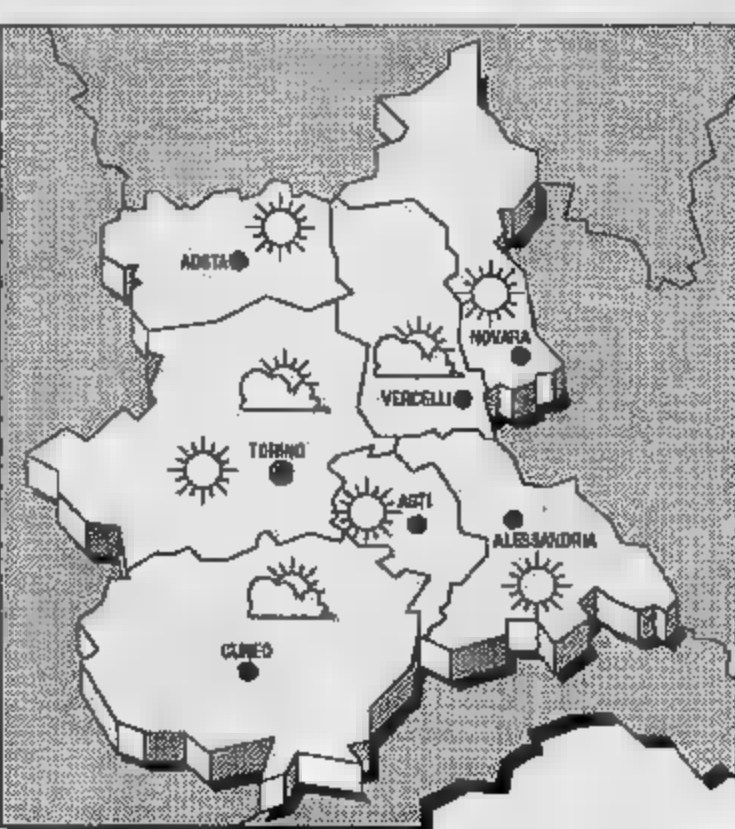 AOSTA
NOVARA
VERCELLI
TORINO
ASTI
ALESSANDRIA
CUNEO